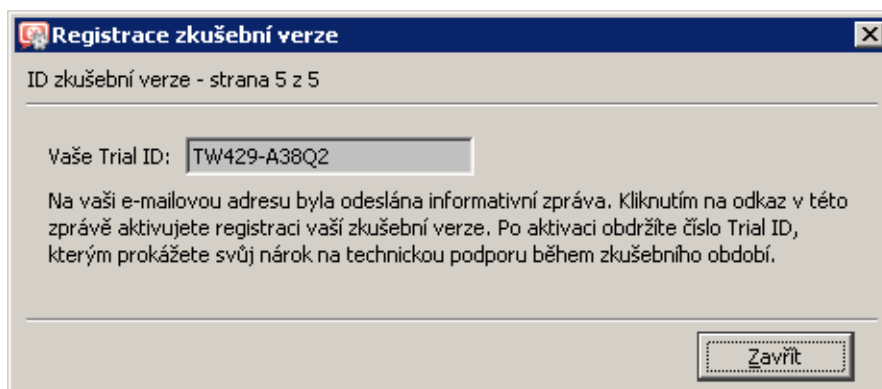 Registrace zkušební verze
ID zkušební verze - strana 5 z 5
Vaše Trial ID: TW429-A38Q2
Na vaši e-mailovou adresu byla odeslána informativní zpráva. Kliknutím na odkaz v této
zprávě aktivujete registraci vaší zkušební verze. Po aktivaci obdržíte číslo Trial ID,
kterým prokážete svůj nárok na technickou podporu během zkušebního období.
Zavřít